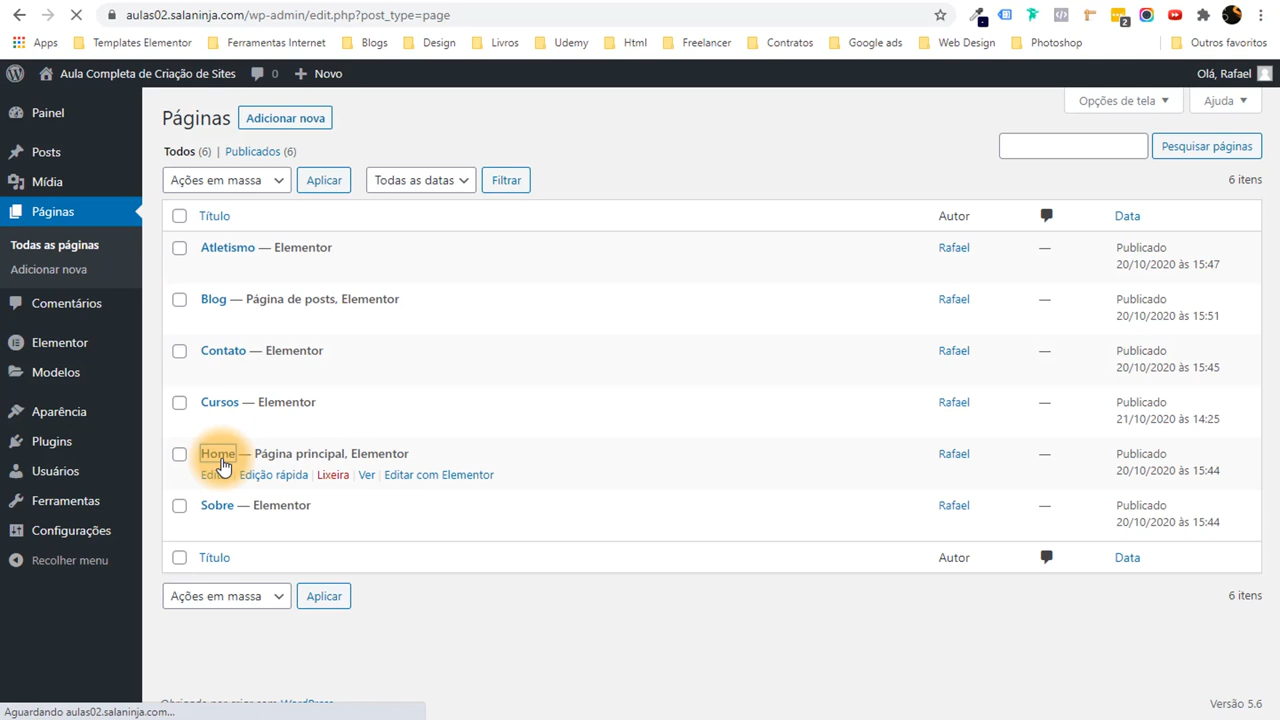 aulas02.salaninja.com/wp-admin/edit.php?post_type=page
2
Apps Templates Elementor Ferramentas Internet Blogs Design Livros Udemy Html Freelancer Contratos Google ads Web Design Photoshop Outros favoritos
Aula Completa de Criação de Sites 0 Novo Olá, Rafael
Opções de tela Ajuda
Painel
Posts
Mídia
Páginas
Todas as páginas
Adicionar nova
Comentários
Elementor
Modelos
Aparência
Plugins
Usuários
Ferramentas
Configurações
Recolher menu
Páginas Adicionar nova
Todos (6) | Publicados (6)
Pesquisar páginas
Ações em massa Aplicar Todas as datas Filtrar 6 itens
Título Autor Data
Atletismo — Elementor Rafael — Publicado
20/10/2020 às 15:47
Blog — Página de posts, Elementor Rafael — Publicado
20/10/2020 às 15:51
Contato — Elementor Rafael — Publicado
20/10/2020 às 15:45
Cursos — Elementor Rafael — Publicado
21/10/2020 às 14:25
Home — Página principal, Elementor Rafael — Publicado
Edição rápida | Lixeira | Ver | Editar com Elementor 20/10/2020 às 15:44
Sobre — Elementor Rafael — Publicado
20/10/2020 às 15:44
Título Autor Data
Ações em massa Aplicar 6 itens
Obrigado por criar com WordPress Versão 5.6
Aguardando aulas02.salaninja.com...